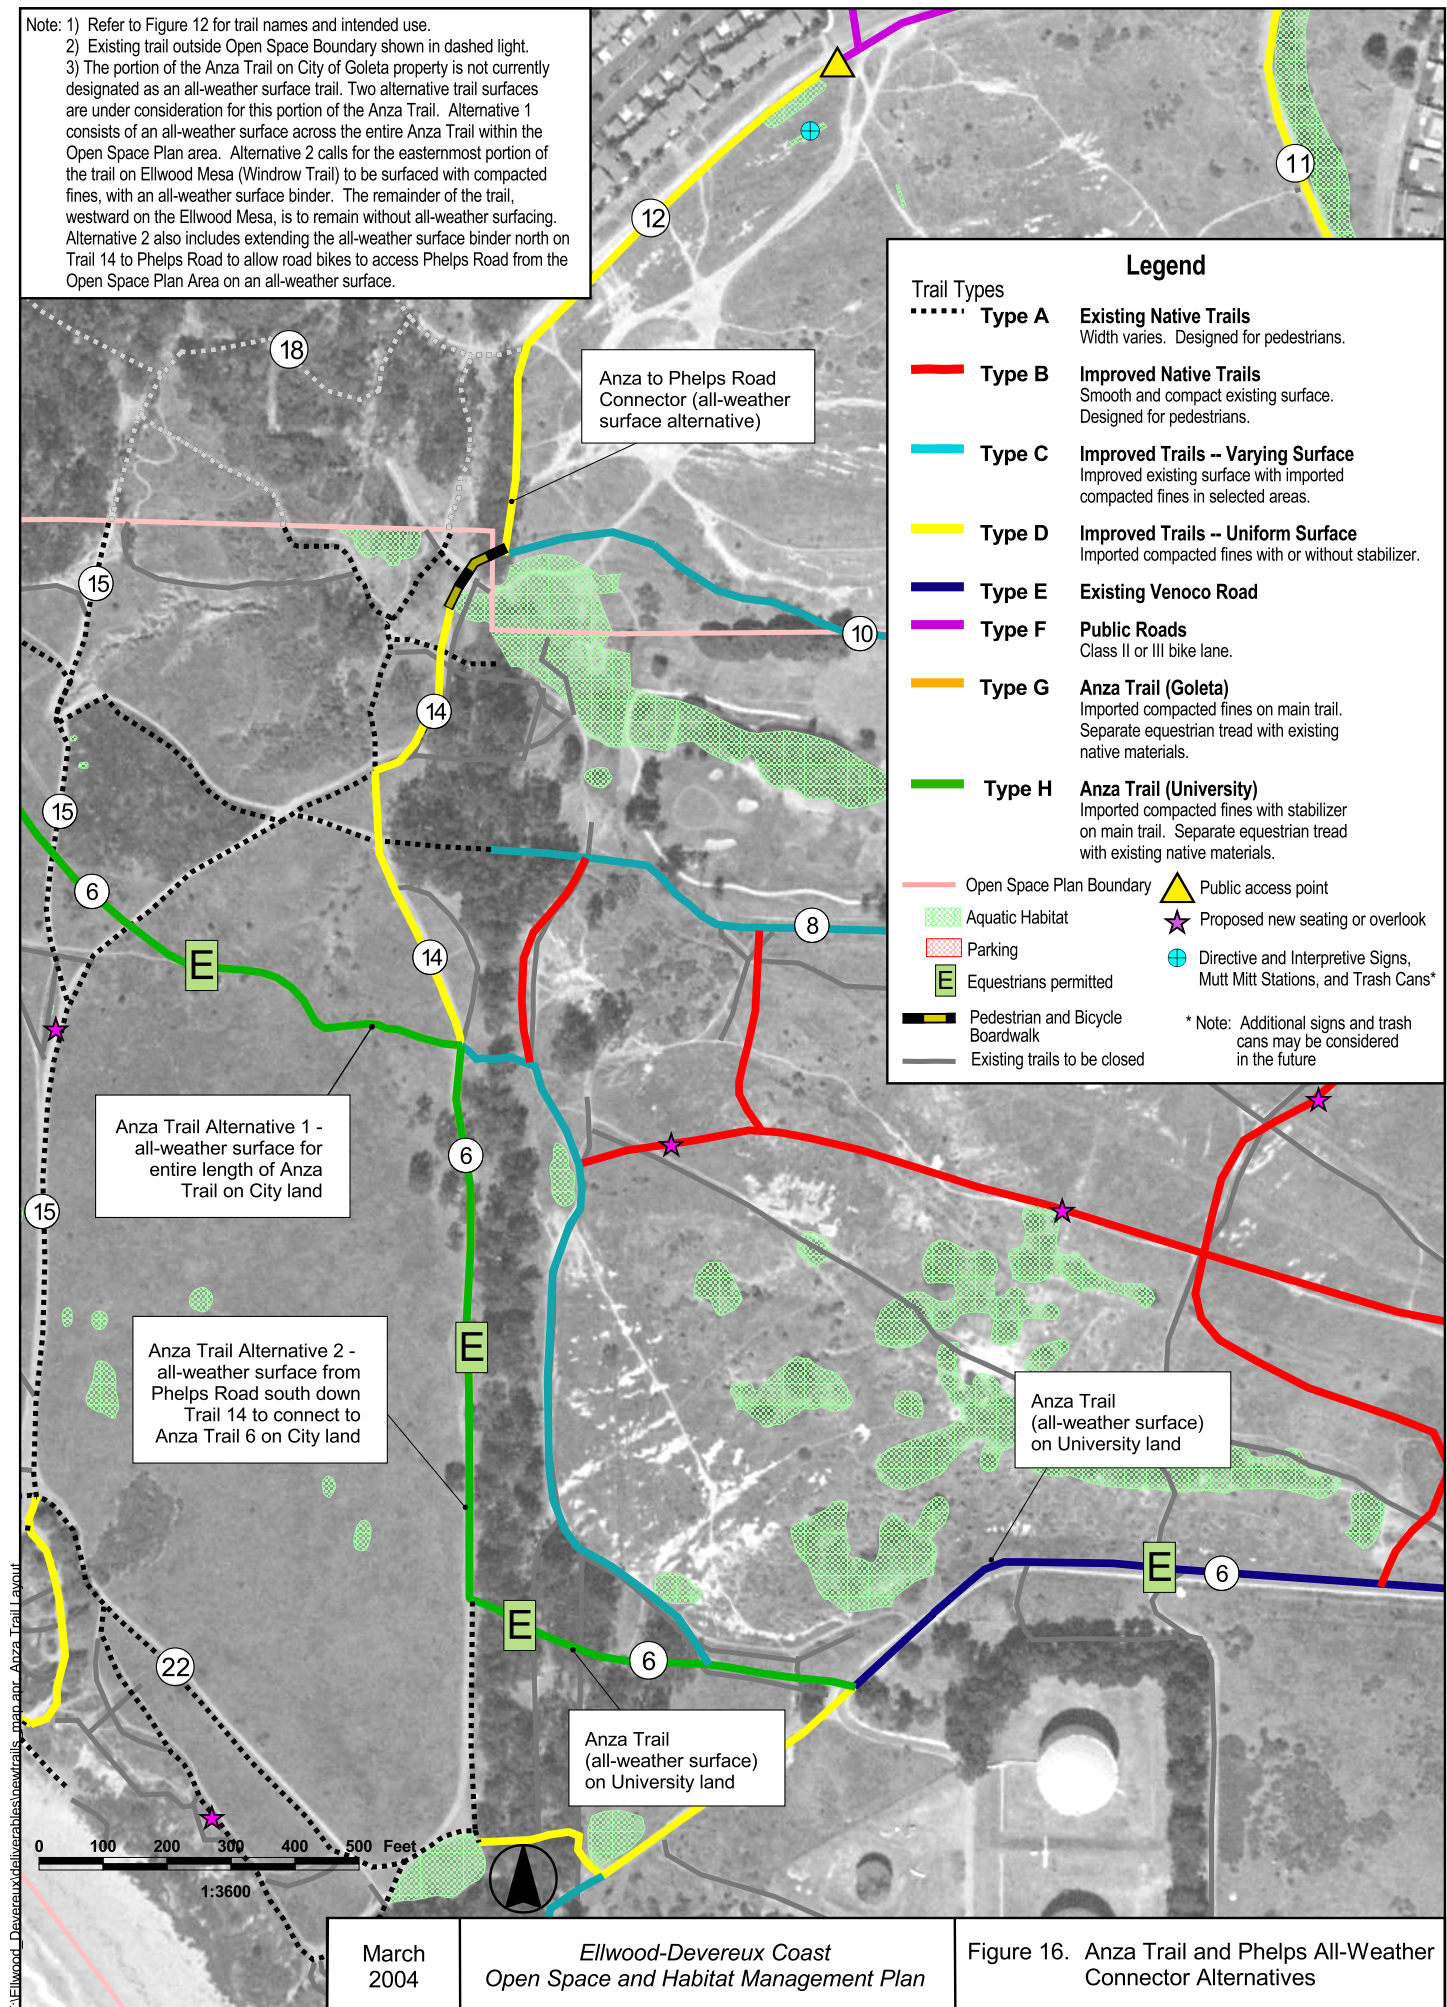 Note: 1) Refer to Figure 12 for trail names and intended use.
2) Existing trail outside Open Space Boundary shown in dashed light.
3) The portion of the Anza Trail on City of Goleta property is not currently
designated as an all-weather surface trail. Two alternative trail surfaces
are under consideration for this portion of the Anza Trail. Alternative 1
consists of an all-weather surface across the entire Anza Trail within the
Open Space Plan area. Alternative 2 calls for the easternmost portion of
the trail on Ellwood Mesa (Windrow Trail) to be surfaced with compacted
fines, with an all-weather surface binder. The remainder of the trail,
westward on the Ellwood Mesa, is to remain without all-weather surfacing.
Alternative 2 also includes extending the all-weather surface binder north on
Trail 14 to Phelps Road to allow road bikes to access Phelps Road from the
Open Space Plan Area on an all-weather surface.
11
12
18
Anza to Phelps Road
Connector (all-weather
surface alternative)
Legend
Trail Types
Type A Existing Native Trails
Width varies. Designed for pedestrians.
Type B Improved Native Trails
Smooth and compact existing surface.
Designed for pedestrians.
Type C Improved Trails -- Varying Surface
Improved existing surface with imported
compacted fines in selected areas.
Type D Improved Trails -- Uniform Surface
Imported compacted fines with or without stabilizer.
Type E Existing Venoco Road
Type F Public Roads
Class II or III bike lane.
Type G Anza Trail (Goleta)
Imported compacted fines on main trail.
Separate equestrian tread with existing
native materials.
Type H Anza Trail (University)
Imported compacted fines with stabilizer
on main trail. Separate equestrian tread
with existing native materials.
Open Space Plan Boundary
Public access point
Aquatic Habitat
Proposed new seating or overlook
Parking
Directive and Interpretive Signs,
Mutt Mitt Stations, and Trash Cans*
E Equestrians permitted
Pedestrian and Bicycle
Boardwalk
* Note: Additional signs and trash
cans may be considered
in the future
Existing trails to be closed
15
10
14
15
6
8
14
E
Anza Trail Alternative 1 -
all-weather surface for
entire length of Anza
Trail on City land
6
15
Anza Trail Alternative 2 -
all-weather surface from
Phelps Road south down
Trail 14 to connect to
Anza Trail 6 on City land
E
Anza Trail
(all-weather surface)
on University land
E
6
E
6
22
Anza Trail
(all-weather surface)
on University land
0 100 200 300 400 500 Feet
1:3600
:\Ellwood_Devereux\deliverables\newtrails_map.apr Anza Trail Layout
March
2004
Ellwood-Devereux Coast
Open Space and Habitat Management Plan
Figure 16. Anza Trail and Phelps All-Weather
Connector Alternatives